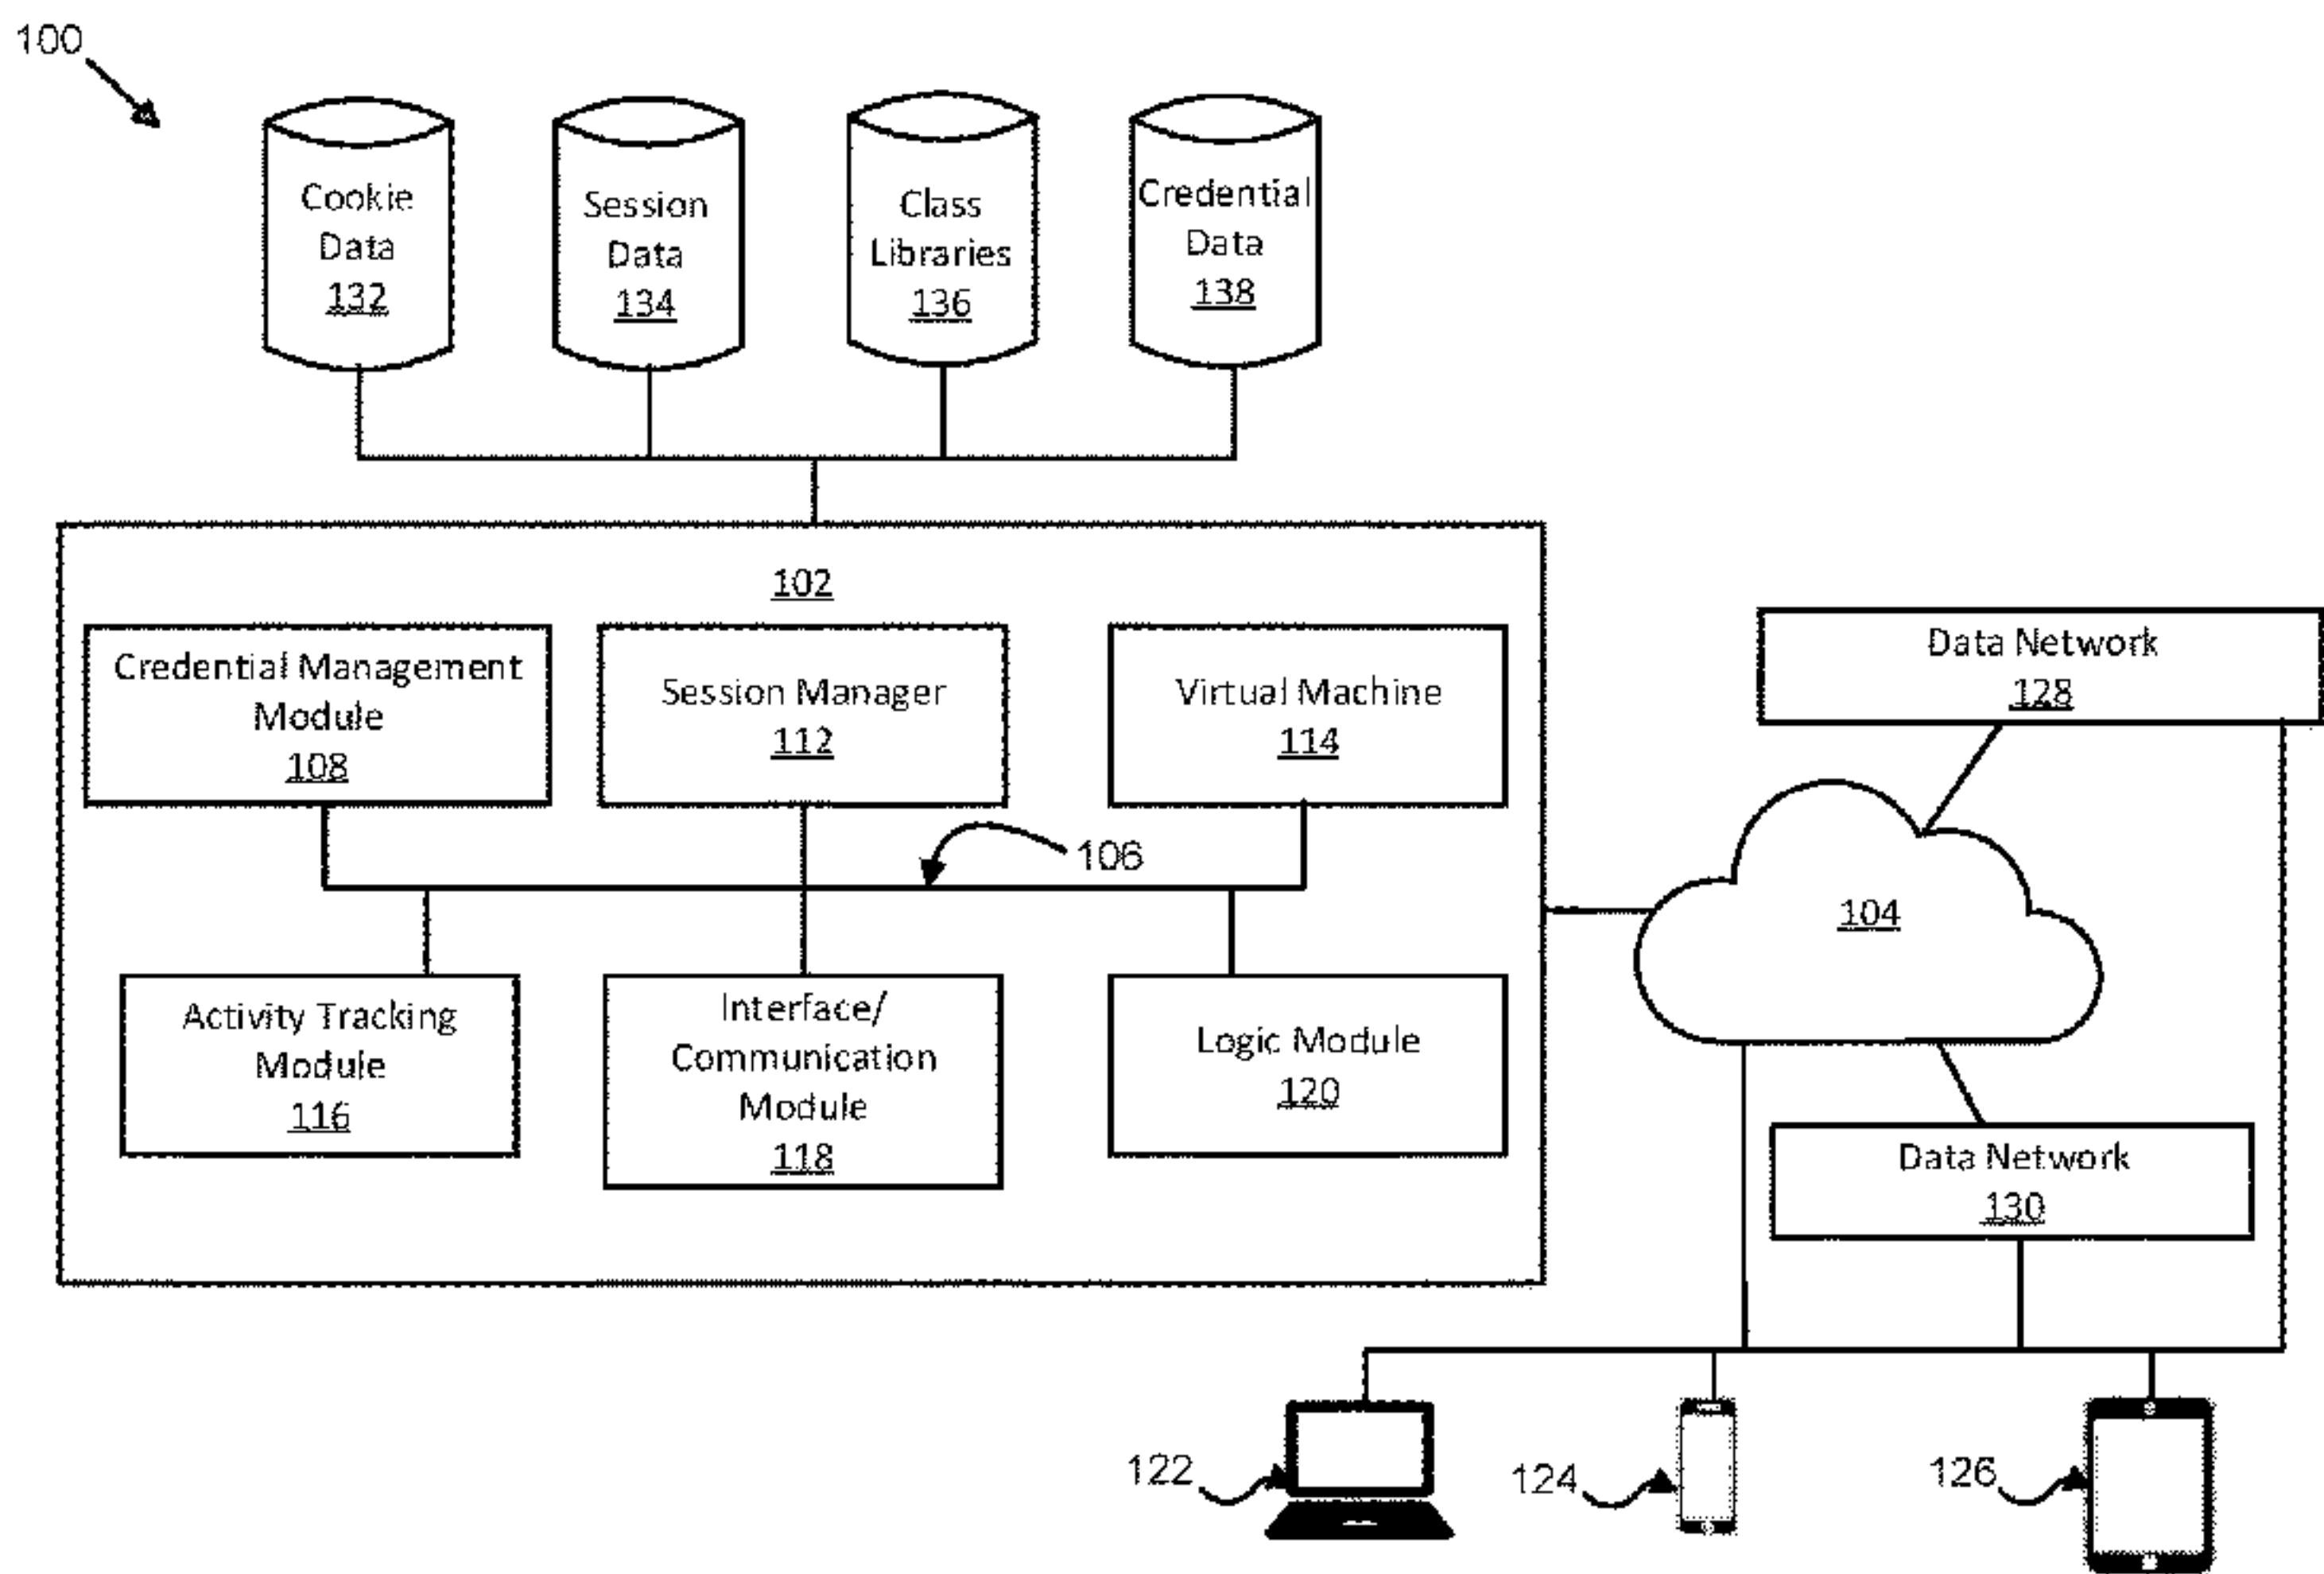 100
Cookie
Data
132
Session
Data
134
Class
Libraries
136
Credential
Data
138
102
Credential Management
Module
108
Session Manager
112
Virtual Machine
114
106
Activity Tracking
Module
116
Interface/
Communication
Module
118
Logic Module
120
Data Network
128
104
Data Network
130
122
124
126